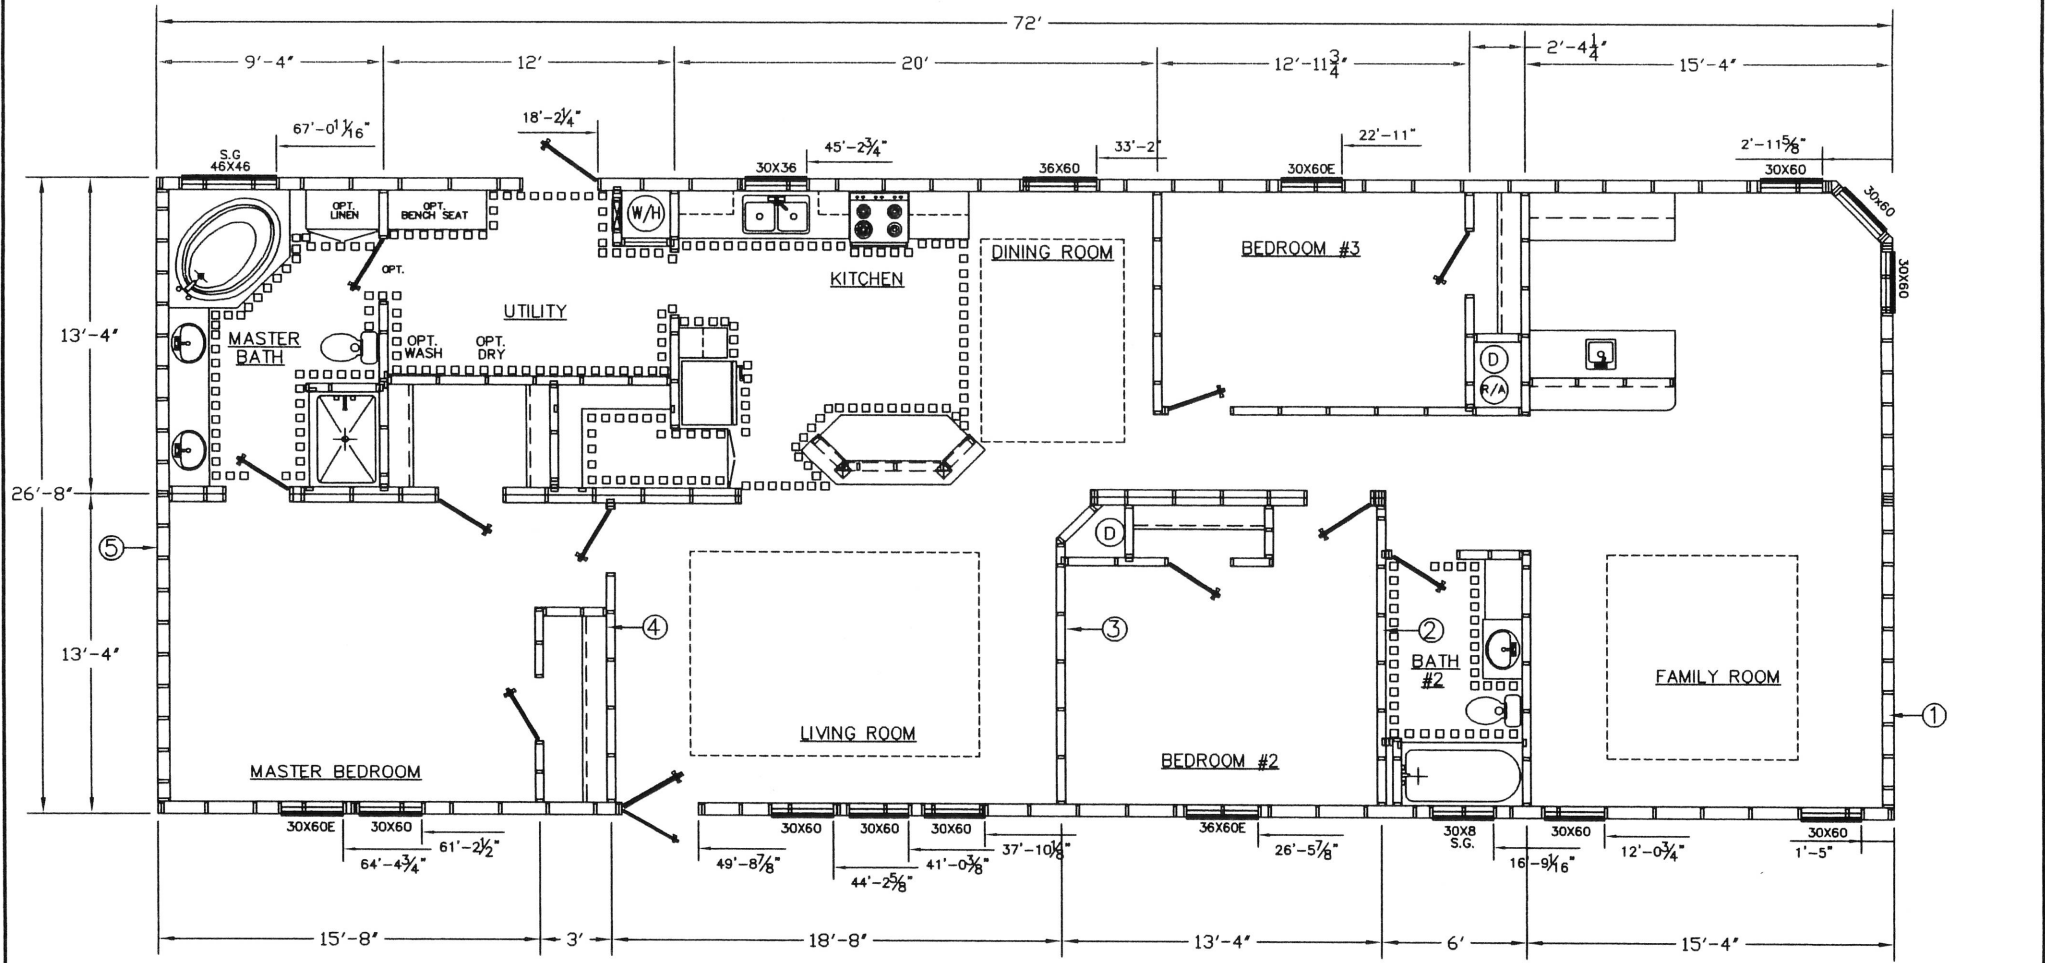 72'
9'-4"
12'
20'
12'-11 3/4"
2'-4 1/4"
15'-4"
67'-0 11/16"
18'-2 1/4"
45'-2 3/4"
33'-2"
22'-11"
2'-11 5/8"
S.G
46X46
30X36
36X60
30X60E
30X60
30X60
30X60
OPT.
LINEN
OPT.
BENCH SEAT
W/H
DINING ROOM
BEDROOM #3
KITCHEN
OPT.
UTILITY
13'-4"
MASTER
BATH
OPT.
WASH
OPT.
DRY
D
R/A
26'-8"
D
5
4
3
2
1
13'-4"
BATH
#2
FAMILY ROOM
LIVING ROOM
MASTER BEDROOM
BEDROOM #2
30X60E
30X60
30X60
30X60
30X60
36X60E
30X8
S.G.
30X60
30X60
61'-2 1/2"
64'-4 3/4"
49'-8 7/8"
44'-2 5/8"
41'-0 3/8"
37'-10 1/8"
26'-5 7/8"
16'-9 1/16"
12'-0 3/4"
1'-5"
15'-8"
3'
18'-8"
13'-4"
6'
15'-4"